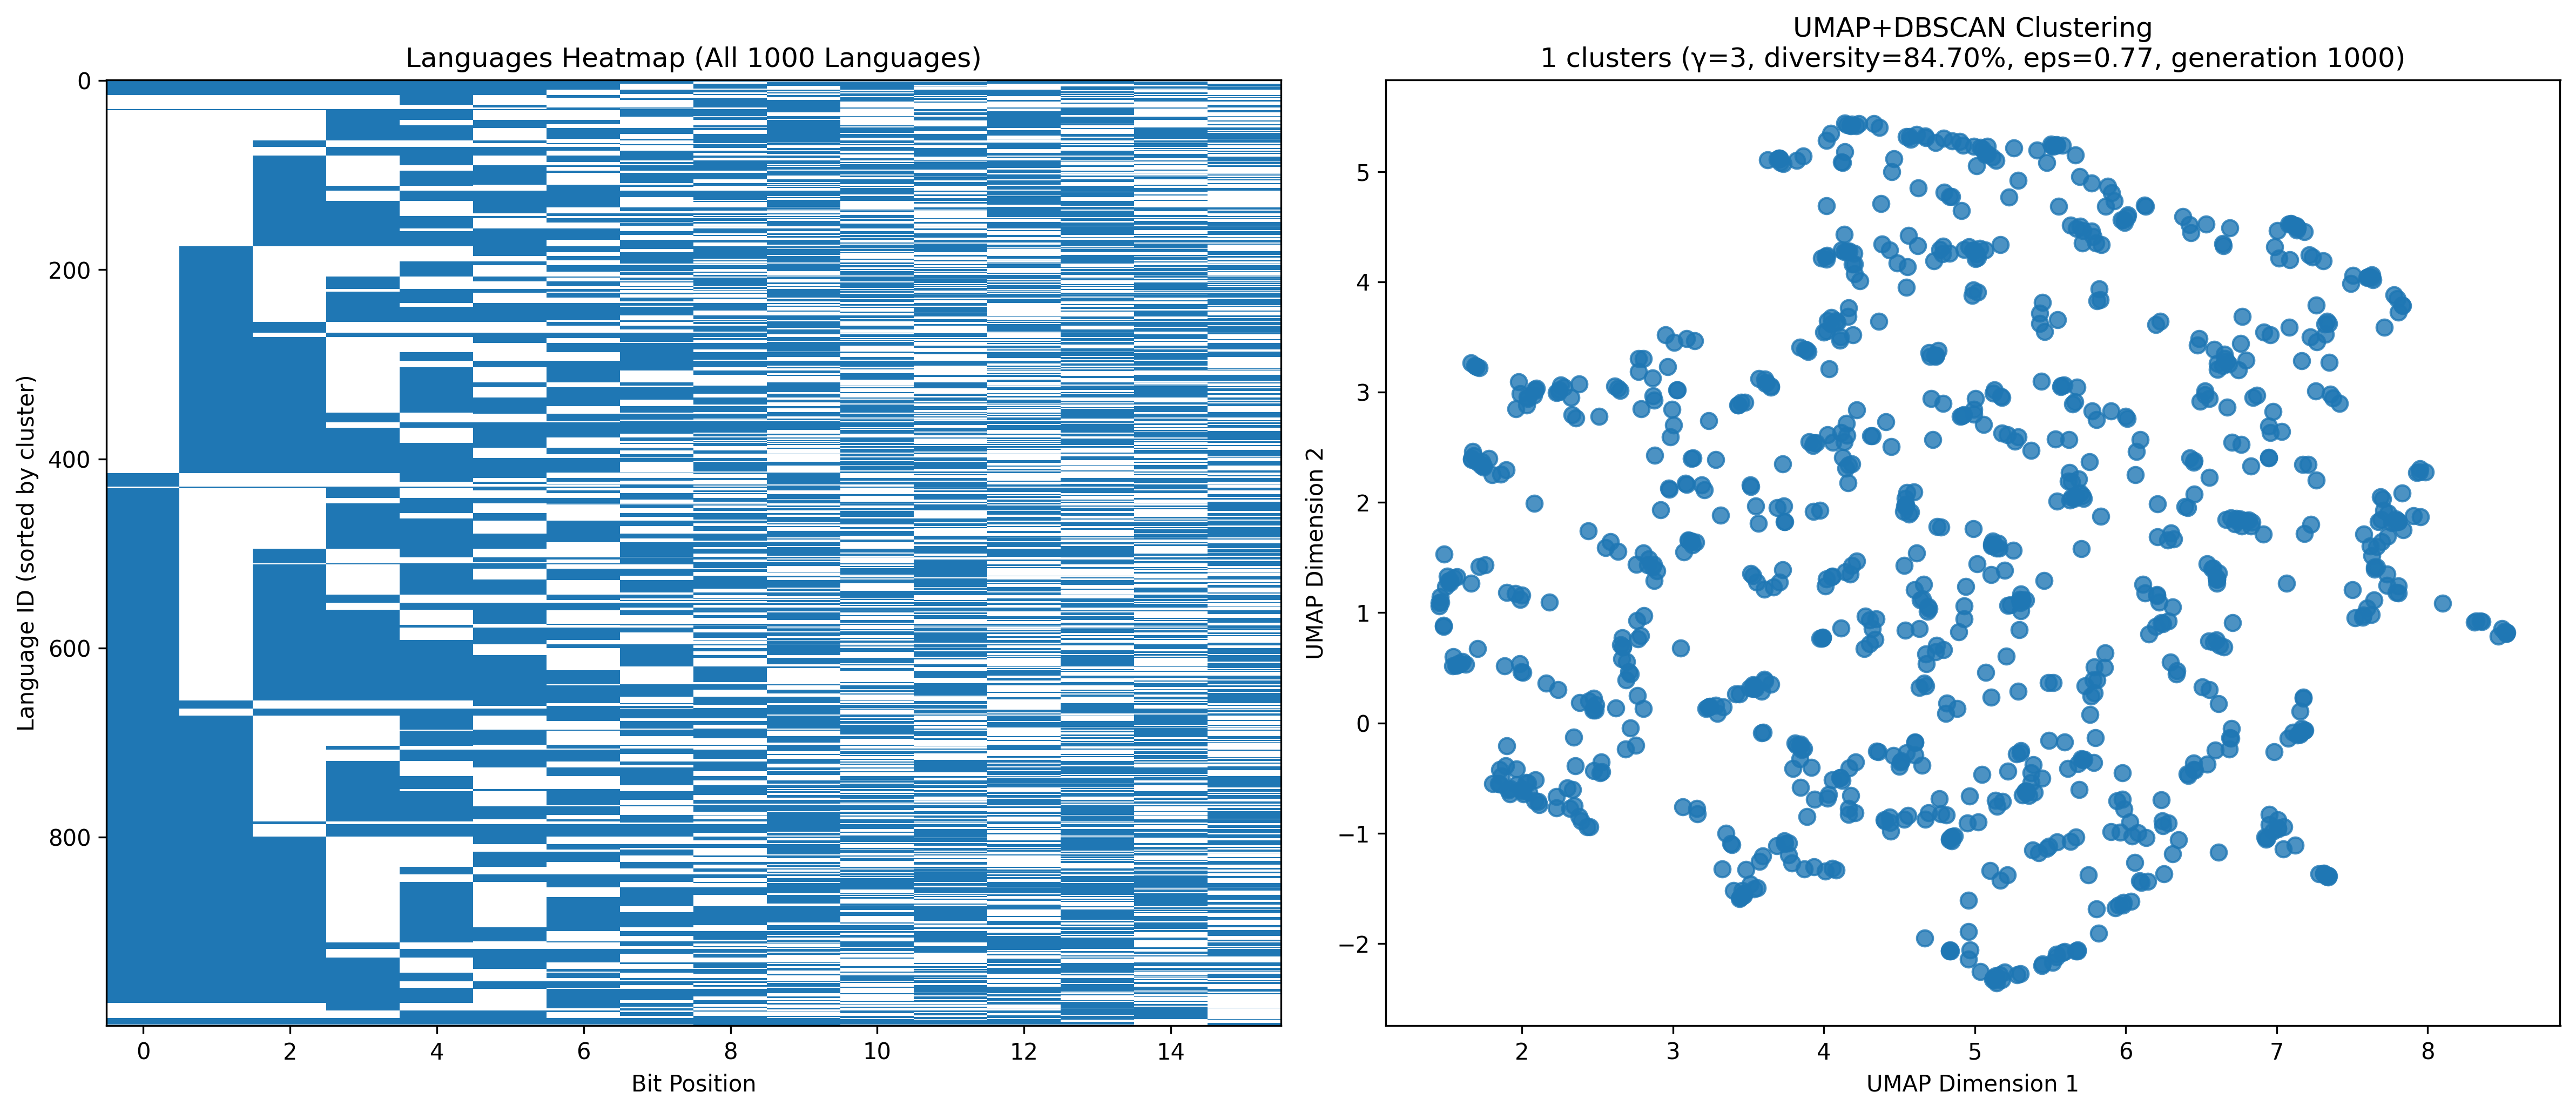 Languages Heatmap (All 1000 Languages)
0
200
400
600
800
Language ID (sorted by cluster)
0 2 4 6 8 10 12 14
Bit Position
UMAP+DBSCAN Clustering
1 clusters (γ=3, diversity=84.70%, eps=0.77, generation 1000)
5
4
3
2
1
0
−1
−2
UMAP Dimension 2
2 3 4 5 6 7 8
UMAP Dimension 1